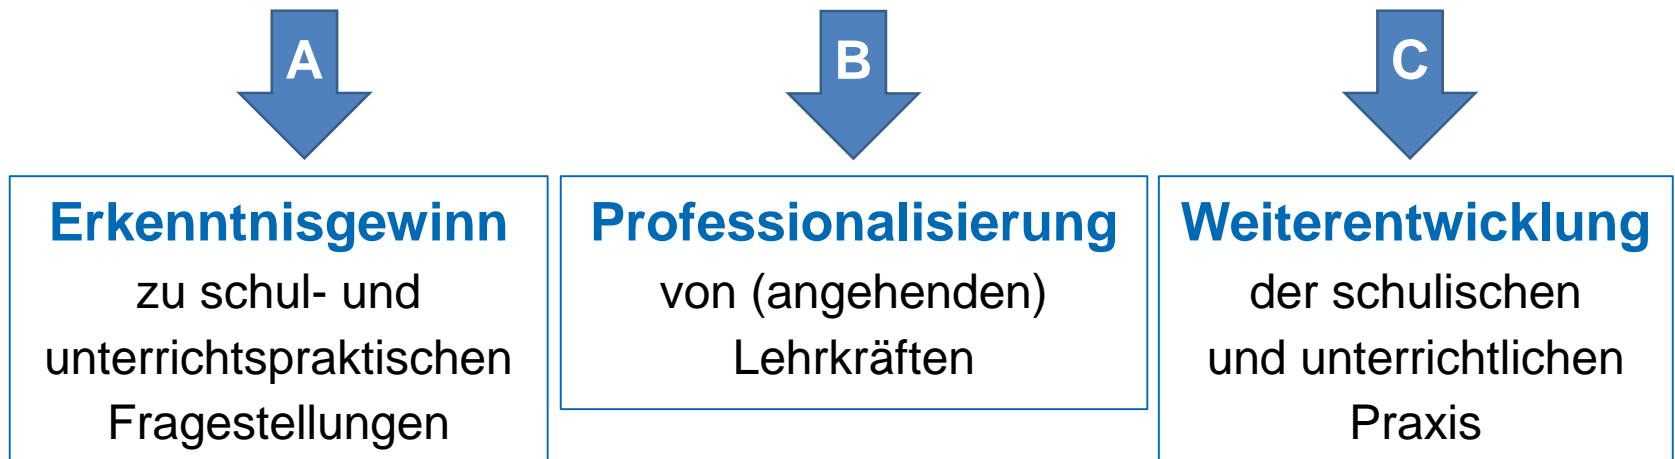 A
B
C
Erkenntnisgewinn
zu schul- und
unterrichtspraktischen
Fragestellungen
Professionalisierung
von (angehenden)
Lehrkräften
Weiterentwicklung
der schulischen
und unterrichtlichen
Praxis